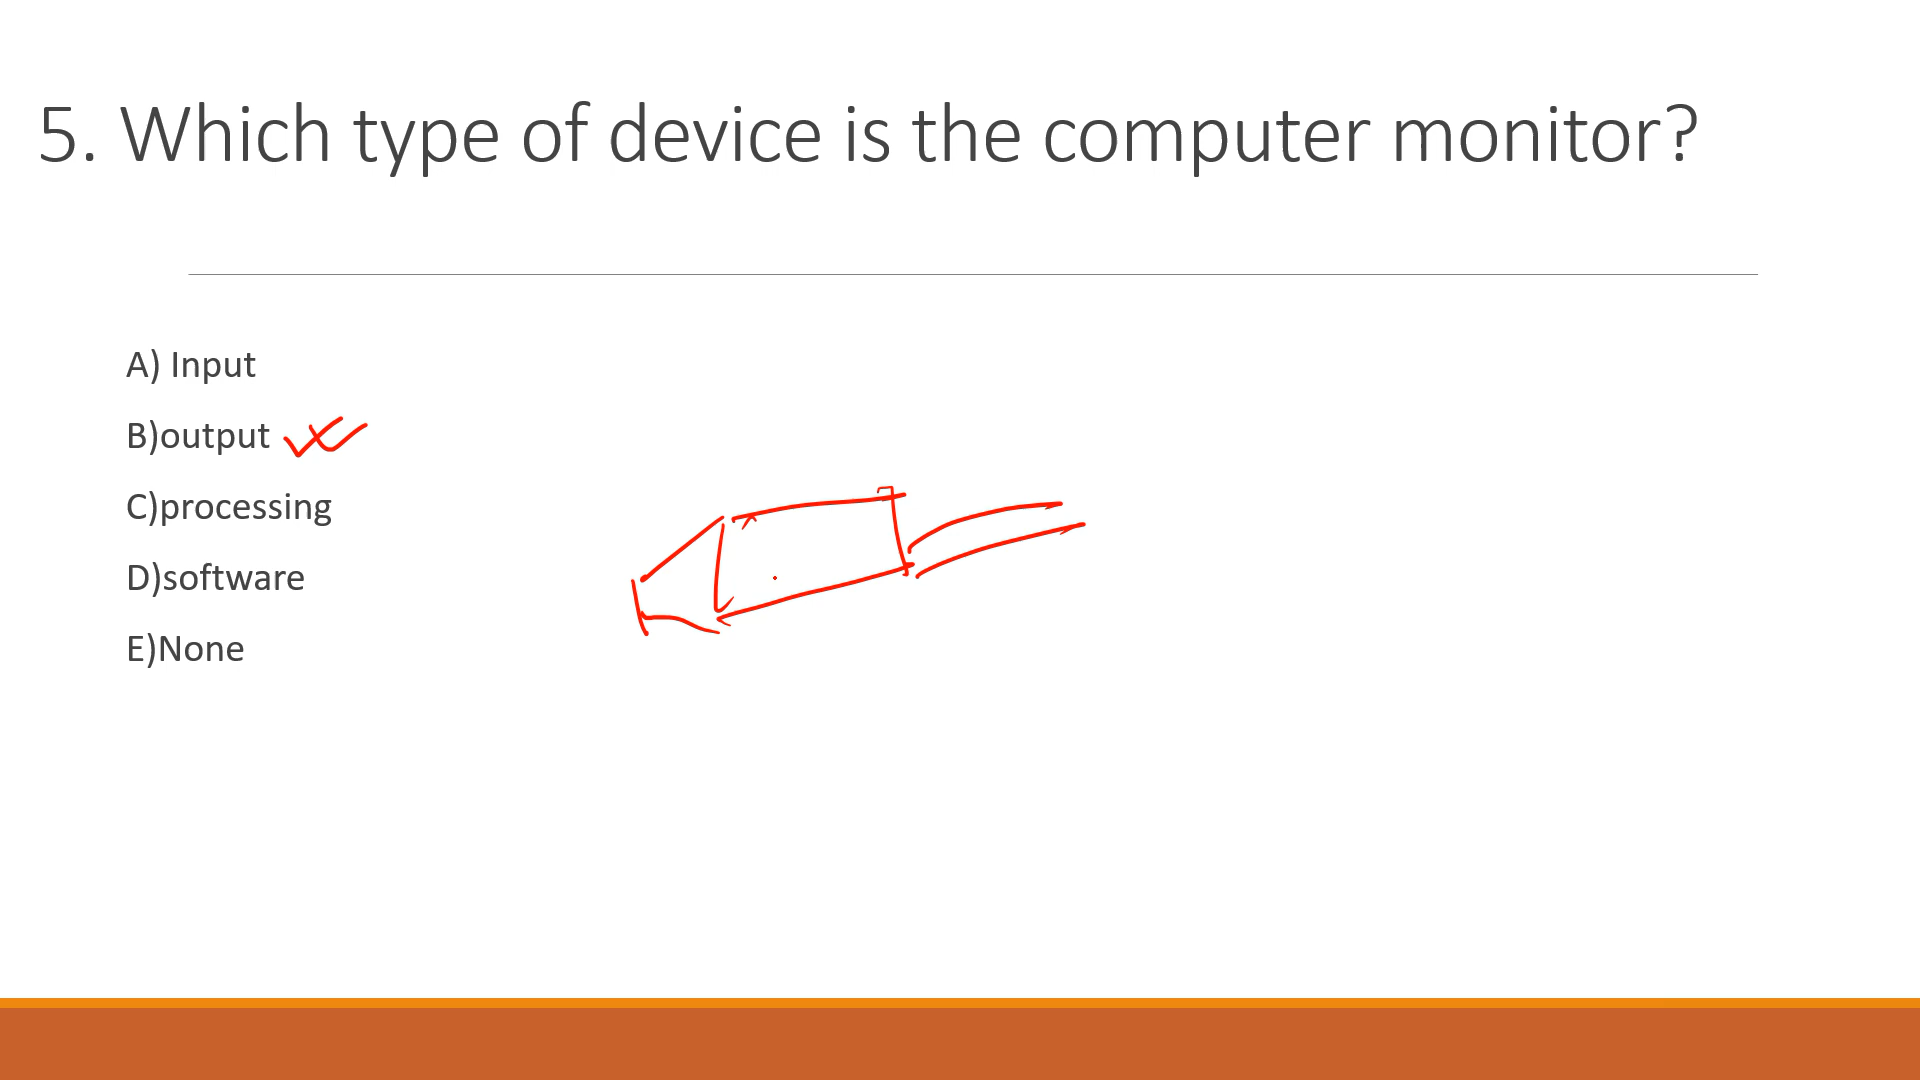 5. Which type of device is the computer monitor?
A) Input
B)output
C)processing
D)software
E)None